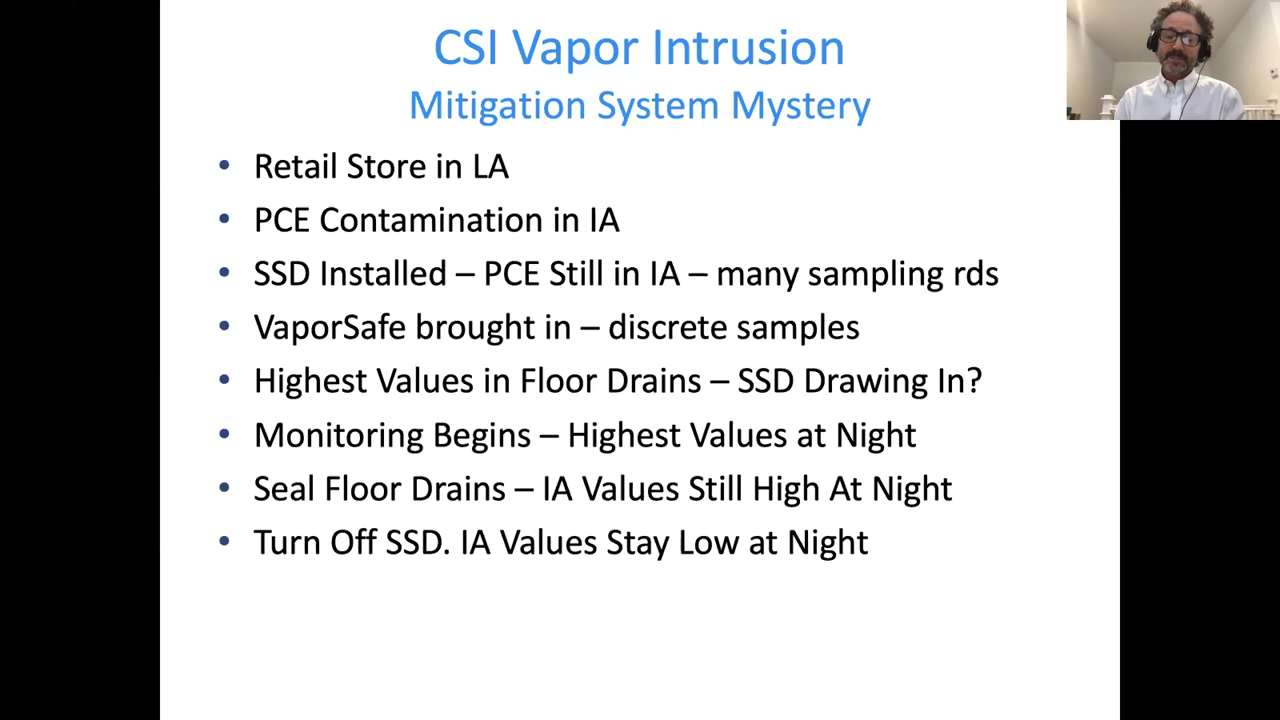 CSI Vapor Intrusion
Mitigation System Mystery
• Retail Store in LA
• PCE Contamination in IA
• SSD Installed – PCE Still in IA – many sampling rds
• VaporSafe brought in – discrete samples
• Highest Values in Floor Drains – SSD Drawing In?
• Monitoring Begins – Highest Values at Night
• Seal Floor Drains – IA Values Still High At Night
• Turn Off SSD. IA Values Stay Low at Night